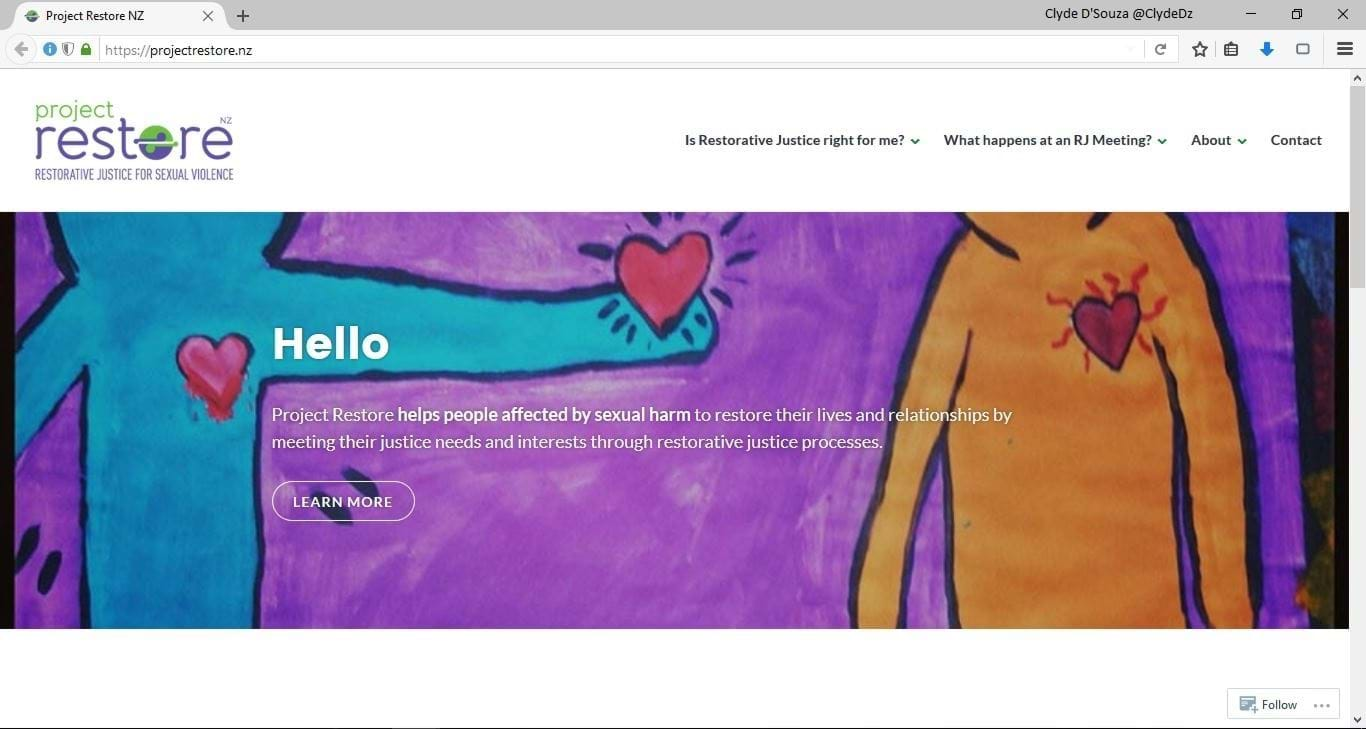 Project Restore NZ
Clyde D'Souza @ClydeDz
https://projectrestore.nz
project
restore NZ
RESTORATIVE JUSTICE FOR SEXUAL VIOLENCE
Is Restorative Justice right for me?
What happens at an RJ Meeting?
About
Contact
Hello
Project Restore helps people affected by sexual harm to restore their lives and relationships by
meeting their justice needs and interests through restorative justice processes.
LEARN MORE
Follow